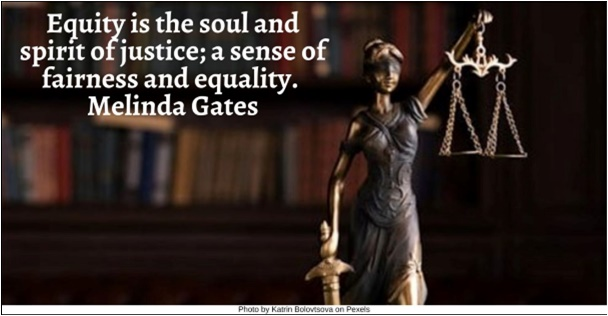 Equity is the soul and
spirit of justice; a sense of
fairness and equality.
Melinda Gates
Photo by Katrin Bolovtsova on Pexels